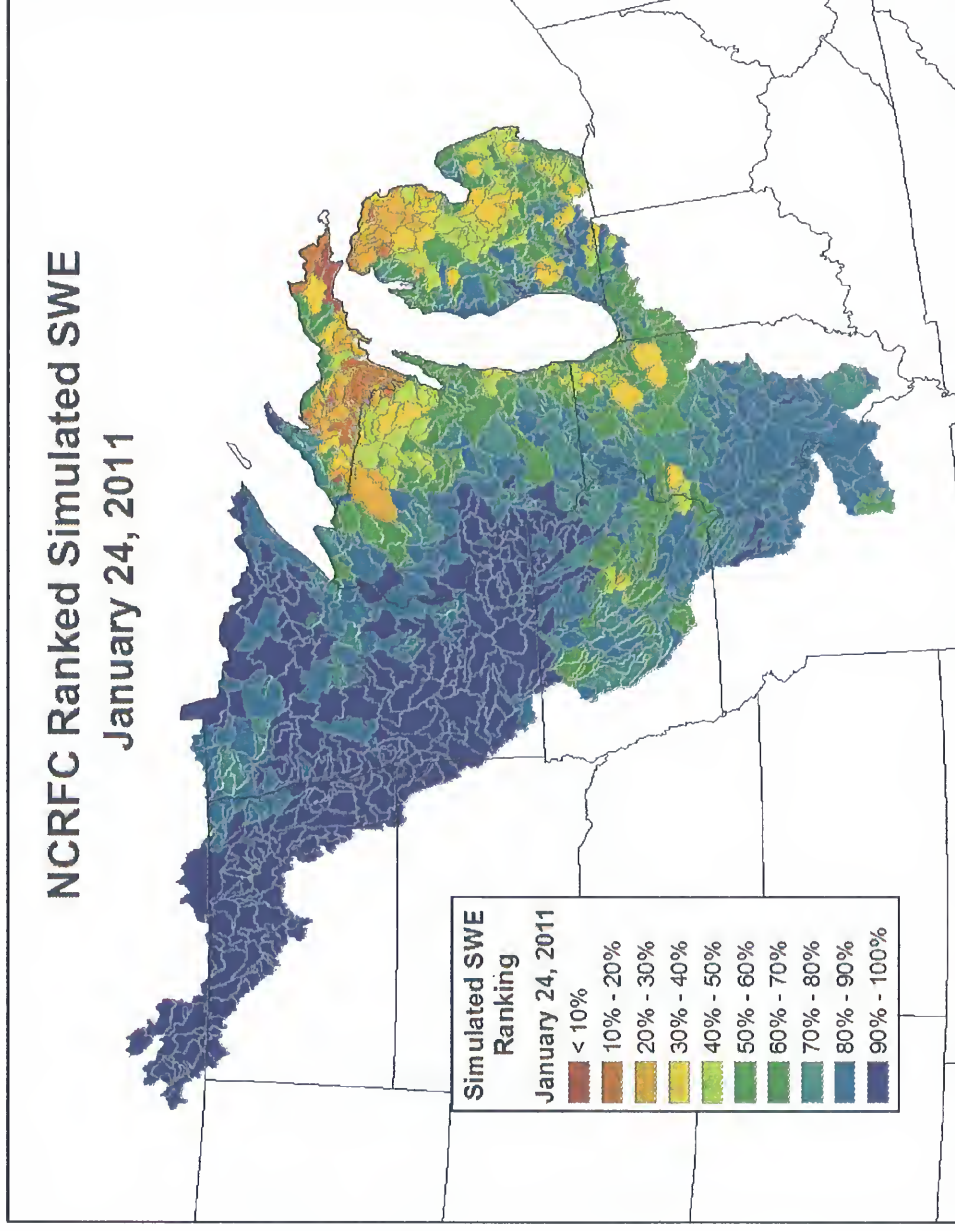 NCRFC Ranked Simulated SWE
January 24, 2011
Simulated SWE
Ranking
January 24, 2011
< 10%
10% - 20%
20% - 30%
30% - 40%
40% - 50%
50% - 60%
60% - 70%
70% - 80%
80% - 90%
90% - 100%